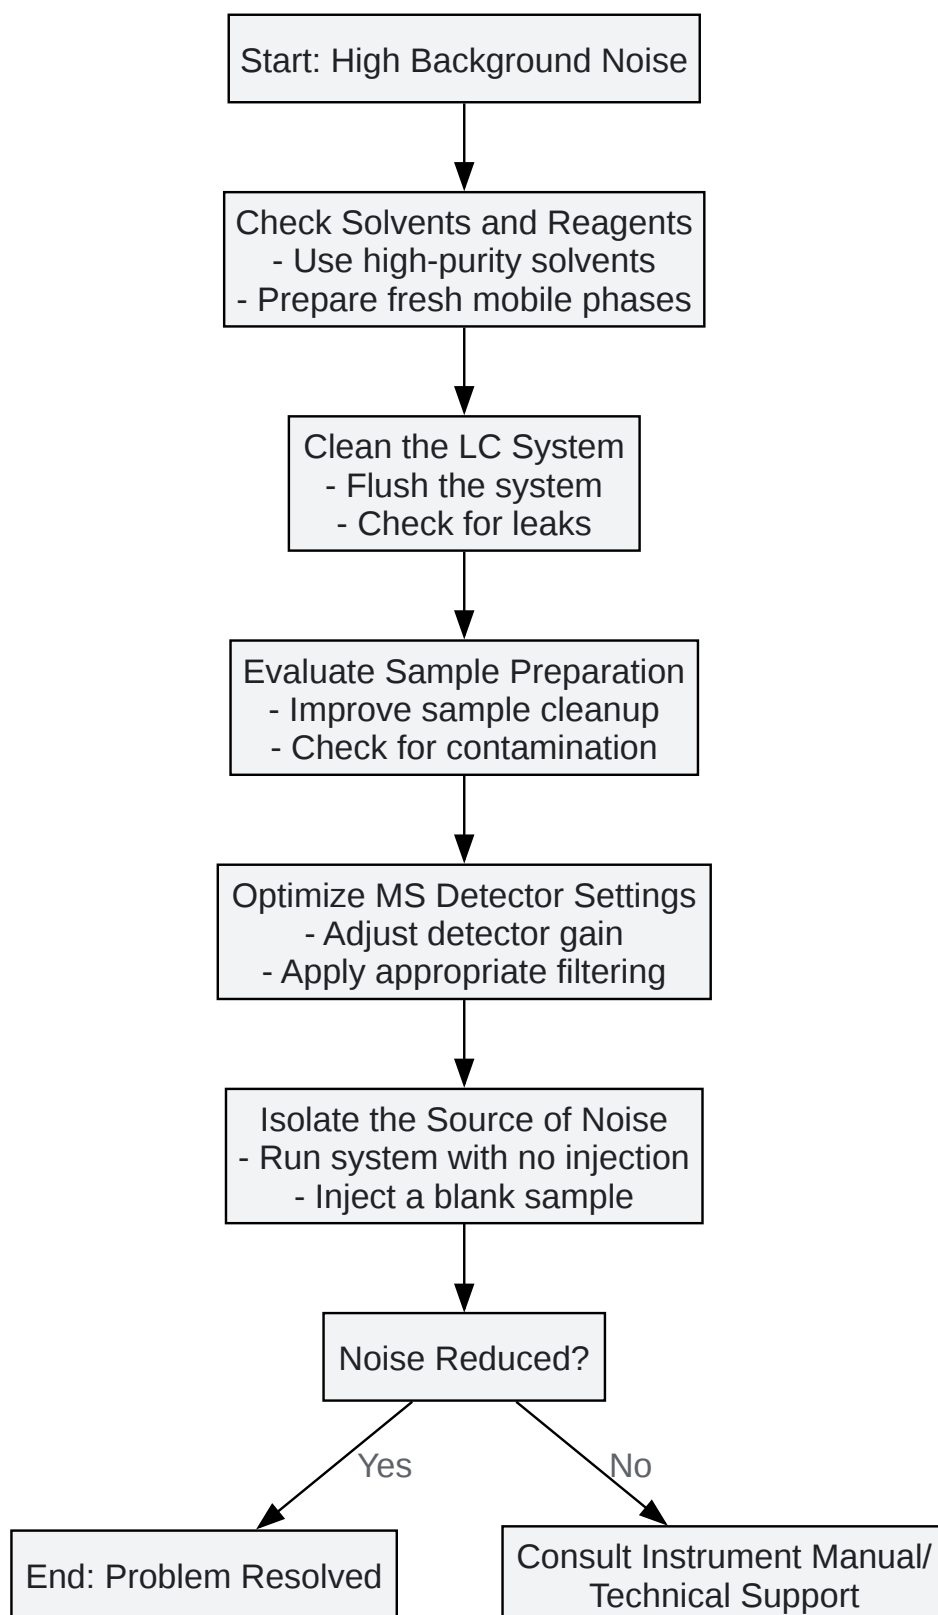 Start: High Background Noise
Check Solvents and Reagents
- Use high-purity solvents
- Prepare fresh mobile phases
Clean the LC System
- Flush the system
- Check for leaks
Evaluate Sample Preparation
- Improve sample cleanup
- Check for contamination
Optimize MS Detector Settings
- Adjust detector gain
- Apply appropriate filtering
Isolate the Source of Noise
- Run system with no injection
- Inject a blank sample
Noise Reduced?
Yes
No
End: Problem Resolved
Consult Instrument Manual/
Technical Support